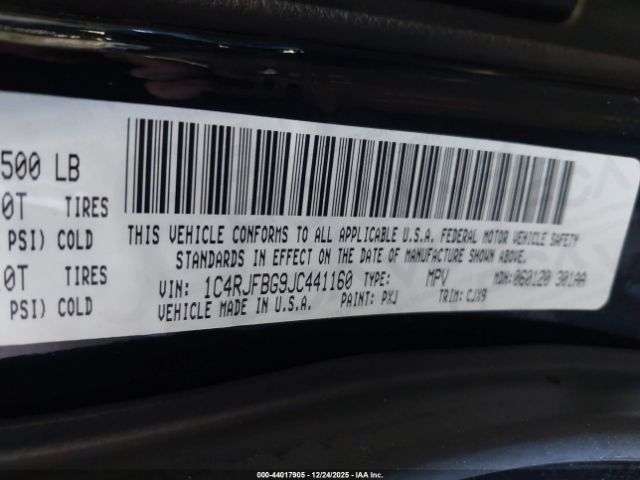 500 LB
0T TIRES
PSI) COLD
0T TIRES
PSI) COLD
THIS VEHICLE CONFORMS TO ALL APPLICABLE U.S.A. FEDERAL MOTOR VEHICLE SAFETY
STANDARDS IN EFFECT ON THE DATE OF MANUFACTURE SHOWN ABOVE.
VIN: 1C4RJFBG9JC441160 TYPE: MPV MDH: 060120 301AA
VEHICLE MADE IN U.S.A. PAINT: PXJ TRIM: CJX9
000-44017905 - 12/24/2025 - IAA Inc.